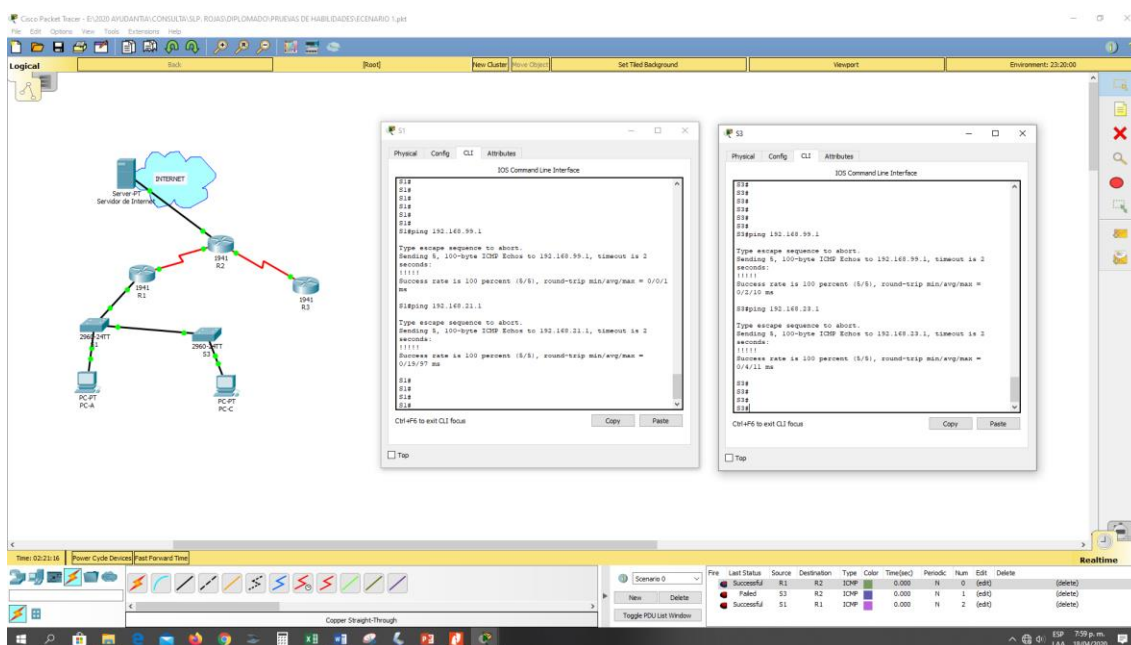 Cisco Packet Tracer - E:\2020 AYUDANTIA\CONSULTA\SLP. ROJAS\DIPLOMADO\PRUEVAS DE HABILIDADES\ECENARIO 1.pkt
File Edit Options View Tools Extensions Help
Logical Back [Root] New Cluster Move Object Set Tiled Background Viewport Environment: 23:20:00
INTERNET
Server-PT
Servidor de Internet
1941
R2
1941
R1
1941
R3
2960-24TT
S1
2960-24TT
S3
PC-PT
PC-A
PC-PT
PC-C
S1
Physical Config CLI Attributes
IOS Command Line Interface
S1#
S1#
S1#
S1#
S1#
S1#ping 192.168.99.1
Type escape sequence to abort.
Sending 5, 100-byte ICMP Echos to 192.168.99.1, timeout is 2
seconds:
!!!!!
Success rate is 100 percent (5/5), round-trip min/avg/max = 0/0/1
ms
S1#ping 192.168.21.1
Type escape sequence to abort.
Sending 5, 100-byte ICMP Echos to 192.168.21.1, timeout is 2
seconds:
!!!!!
Success rate is 100 percent (5/5), round-trip min/avg/max =
0/19/97 ms
S1#
S1#
S1#
S1#
Ctrl+F6 to exit CLI focus Copy Paste
Top
S3
Physical Config CLI Attributes
IOS Command Line Interface
S3#
S3#
S3#
S3#
S3#
S3#ping 192.168.99.1
Type escape sequence to abort.
Sending 5, 100-byte ICMP Echos to 192.168.99.1, timeout is 2
seconds:
!!!!!
Success rate is 100 percent (5/5), round-trip min/avg/max =
0/2/10 ms
S3#ping 192.168.23.1
Type escape sequence to abort.
Sending 5, 100-byte ICMP Echos to 192.168.23.1, timeout is 2
seconds:
!!!!!
Success rate is 100 percent (5/5), round-trip min/avg/max =
0/4/11 ms
S3#
S3#
S3#
S3#
Ctrl+F6 to exit CLI focus Copy Paste
Top
Time: 02:21:16 Power Cycle Devices Fast Forward Time Realtime
Scenario 0
New Delete
Toggle PDU List Window
Copper Straight-Through
Fire Last Status Source Destination Type Color Time(sec) Periodic Num Edit Delete
Successful R1 R2 ICMP 0.000 N 0 (edit) (delete)
Failed S3 R2 ICMP 0.000 N 1 (edit) (delete)
Successful S1 R1 ICMP 0.000 N 2 (edit) (delete)
ESP 7:59 p. m.
LAA 18/04/2020